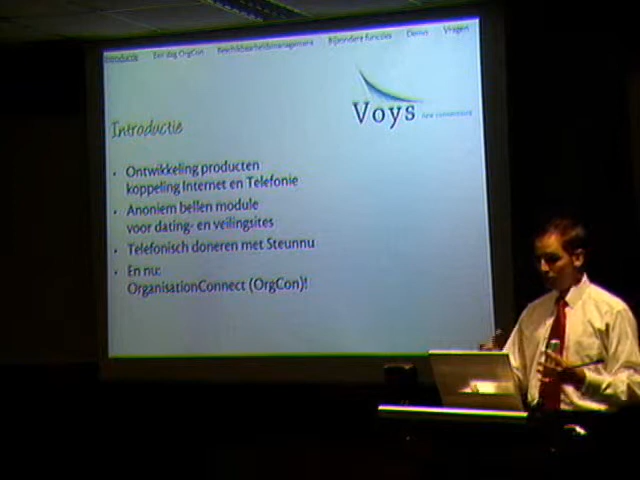 Introductie Een dag OrgCon Bereikbaarheidsmanagement Bijzondere functies Demo Vragen
Voys
Introductie
• Ontwikkeling producten
koppeling Internet en Telefonie
• Anoniem bellen module
voor dating- en veilingsites
• Telefonisch doneren met Steunnu
• En nu:
OrganisationConnect (OrgCon)!